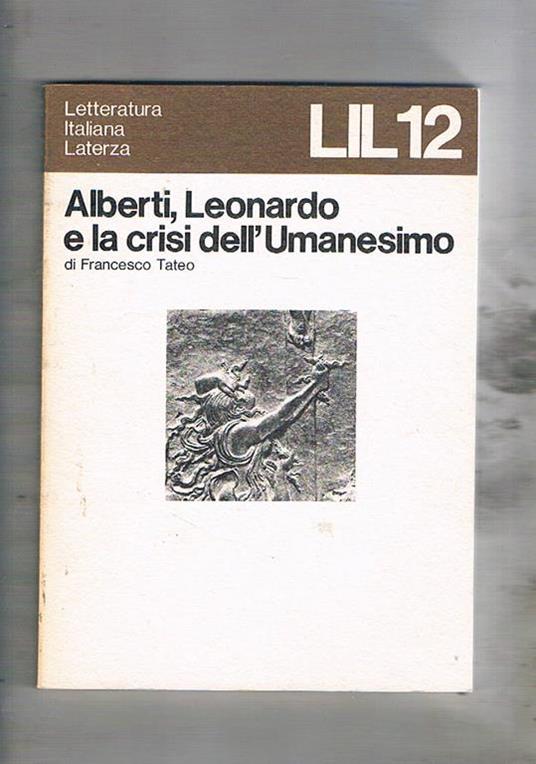 Letteratura
Italiana
Laterza
LIL 12
Alberti, Leonardo
e la crisi dell'Umanesimo
di Francesco Tateo